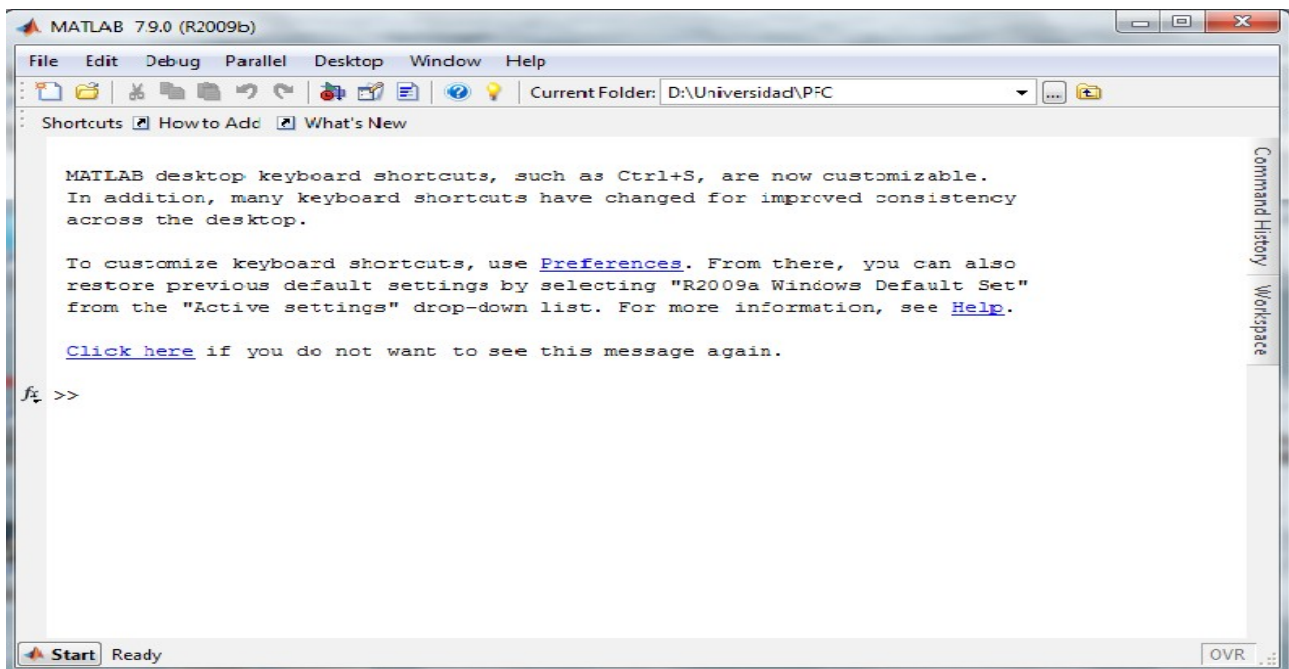 MATLAB 7.9.0 (R2009b)
File Edit Debug Parallel Desktop Window Help
Current Folder: D:\Universidad\PFC
Shortcuts How to Add What's New
MATLAB desktop keyboard shortcuts, such as Ctrl+S, are now customizable.
In addition, many keyboard shortcuts have changed for improved consistency
across the desktop.
To customize keyboard shortcuts, use Preferences. From there, you can also
restore previous default settings by selecting "R2009a Windows Default Set"
from the "Active settings" drop-down list. For more information, see Help.
Click here if you do not want to see this message again.
fx >>
Command History
Workspace
Start Ready
OVR